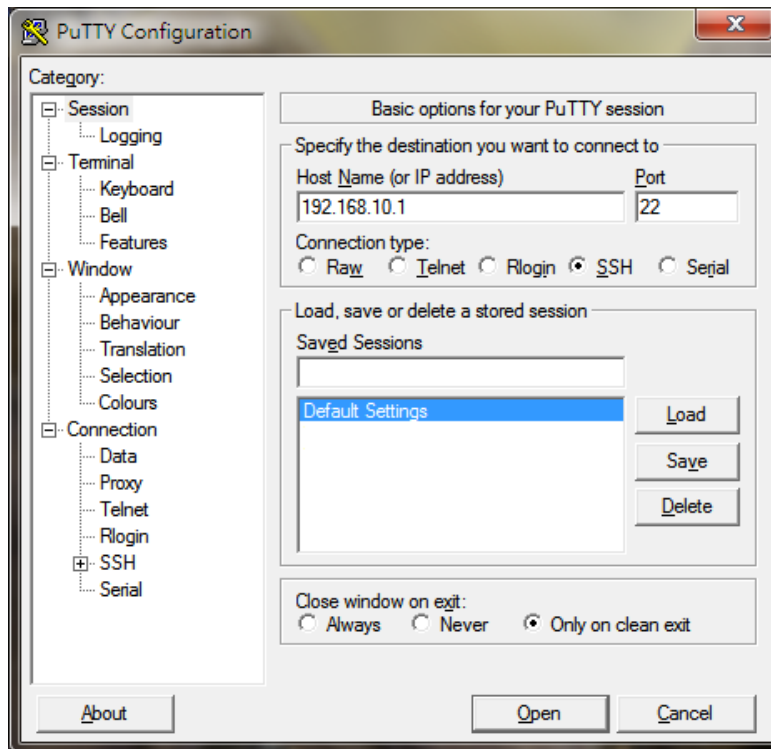 PuTTY Configuration
Category:
Session
Logging
Terminal
Keyboard
Bell
Features
Window
Appearance
Behaviour
Translation
Selection
Colours
Connection
Data
Proxy
Telnet
Rlogin
SSH
Serial
Basic options for your PuTTY session
Specify the destination you want to connect to
Host Name (or IP address) Port
192.168.10.1 22
Connection type:
Raw Telnet Rlogin SSH Serial
Load, save or delete a stored session
Saved Sessions
Default Settings
Load
Save
Delete
Close window on exit:
Always Never Only on clean exit
About Open Cancel